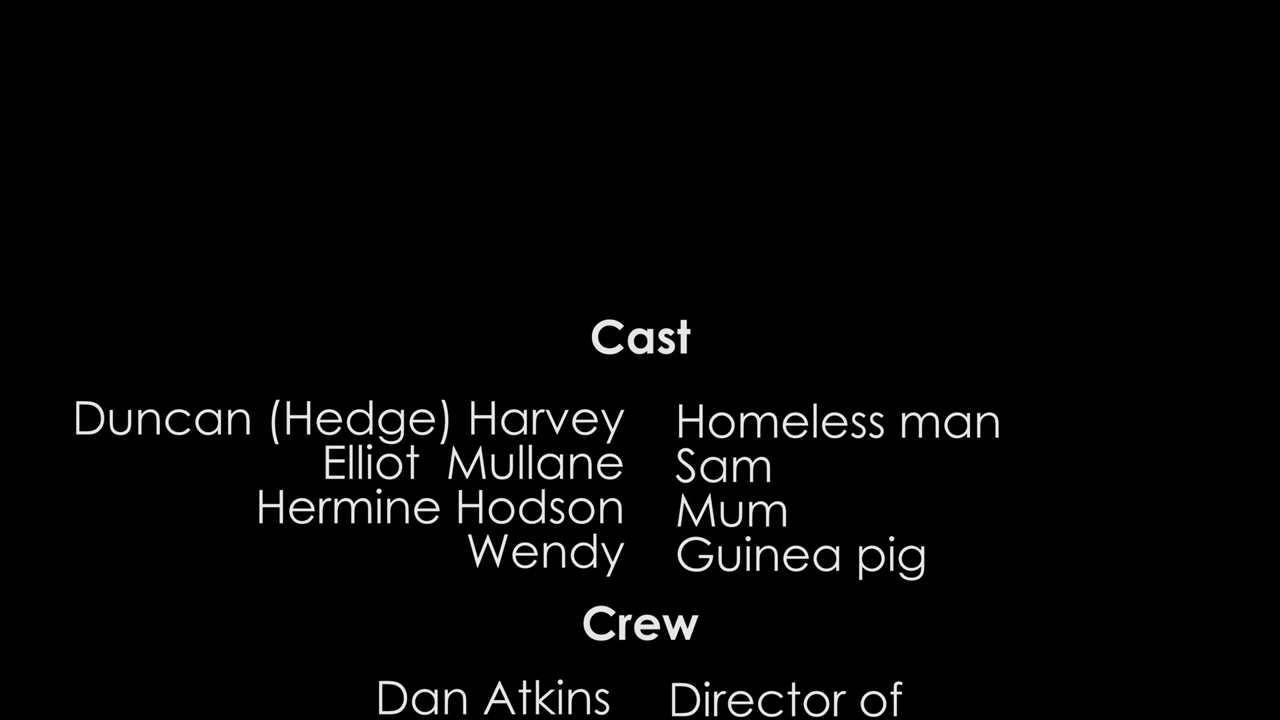 Cast
Duncan (Hedge) Harvey Homeless man
Elliot Mullane Sam
Hermine Hodson Mum
Wendy Guinea pig
Crew
Dan Atkins Director of